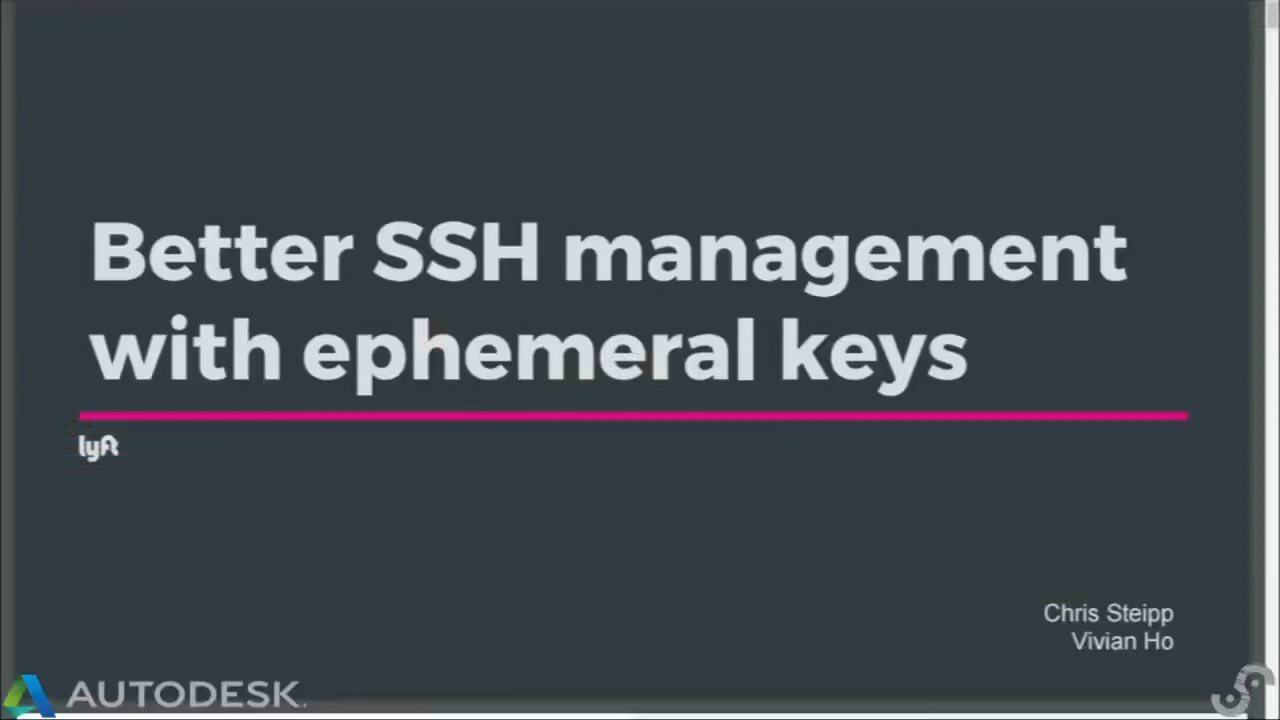 Better SSH management
with ephemeral keys
lyft
Chris Steipp
Vivian Ho
AUTODESK.